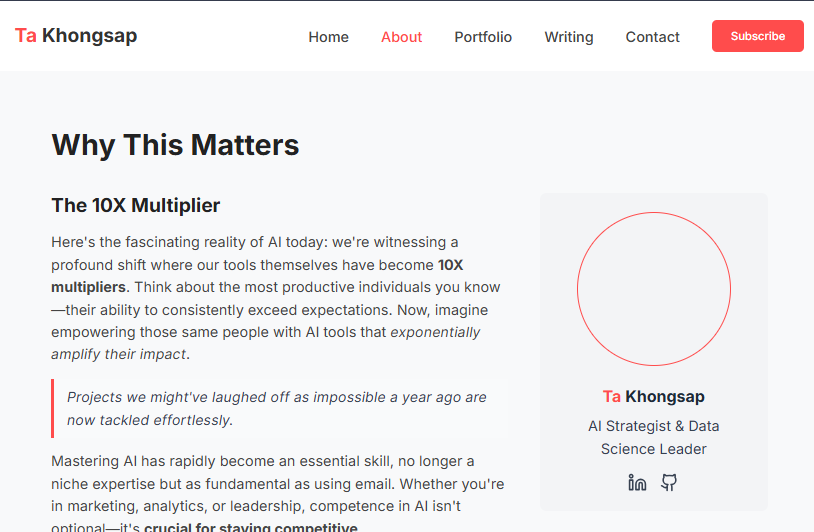 Ta Khongsap
Home
About
Portfolio
Writing
Contact
Subscribe
Why This Matters
The 10X Multiplier
Here's the fascinating reality of AI today: we're witnessing a
profound shift where our tools themselves have become 10X
multipliers. Think about the most productive individuals you know
—their ability to consistently exceed expectations. Now, imagine
empowering those same people with AI tools that exponentially
amplify their impact.
Projects we might've laughed off as impossible a year ago are
now tackled effortlessly.
Mastering AI has rapidly become an essential skill, no longer a
niche expertise but as fundamental as using email. Whether you're
in marketing, analytics, or leadership, competence in AI isn't
optional—it's crucial for staying competitive.
Ta Khongsap
AI Strategist & Data
Science Leader